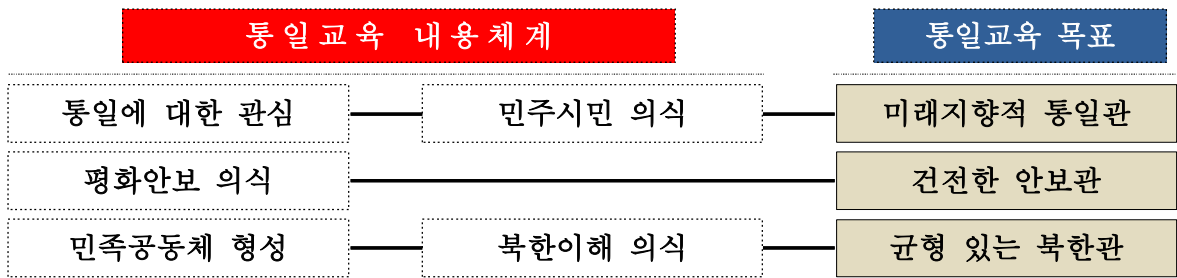 통일교육 내용체계 통일교육 목표
통일에 대한 관심 민주시민 의식 미래지향적 통일관
평화안보 의식 건전한 안보관
민족공동체 형성 북한이해 의식 균형 있는 북한관